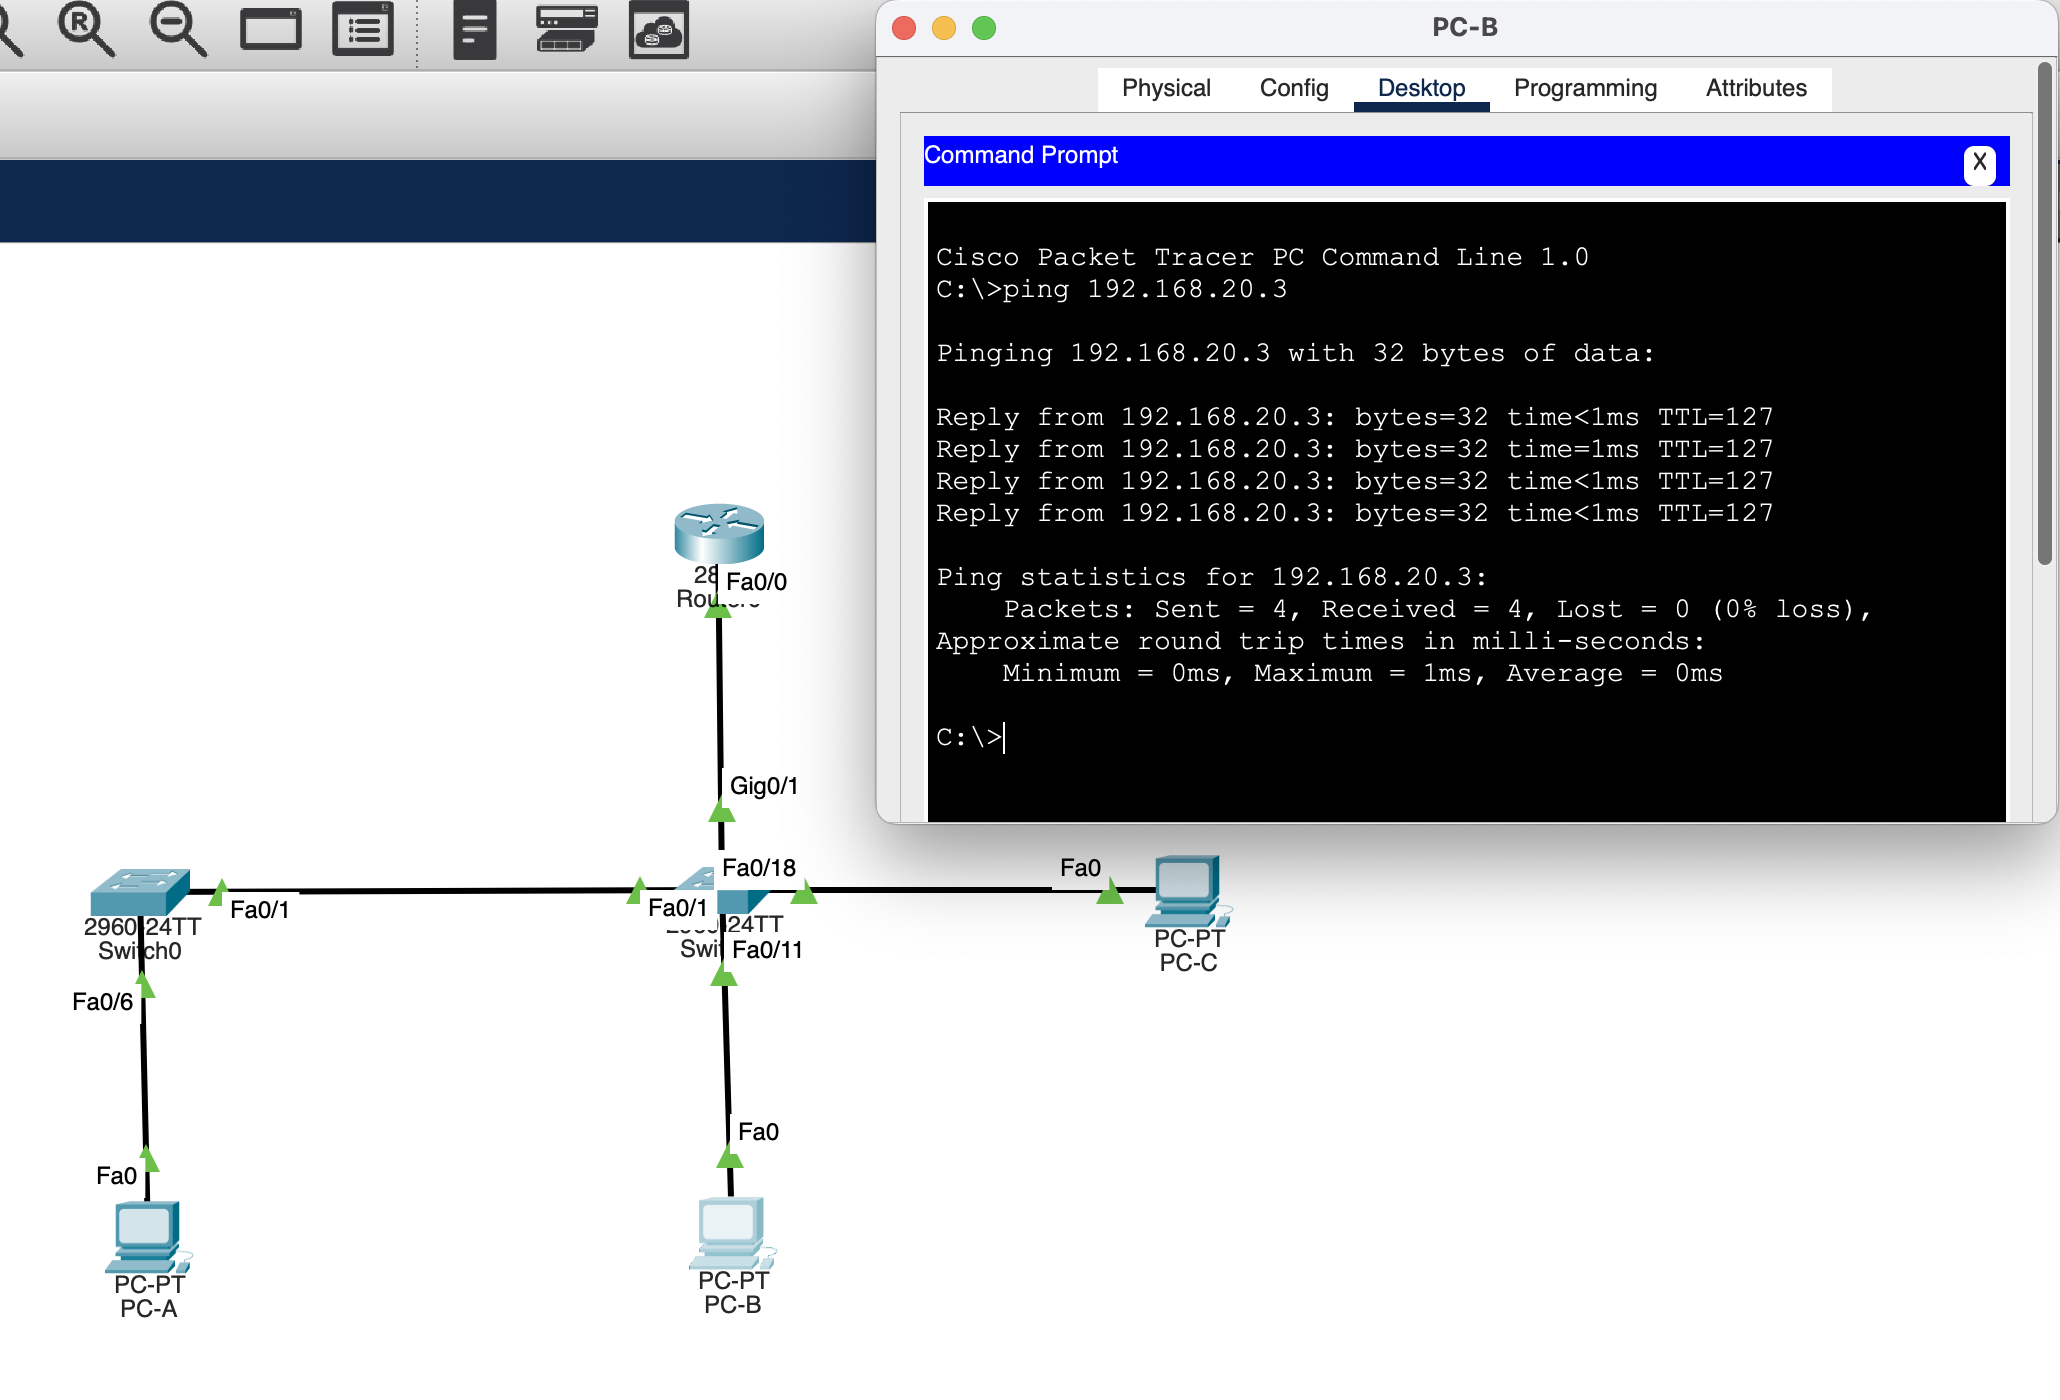 PC-B
Physical Config Desktop Programming Attributes
Command Prompt X
Cisco Packet Tracer PC Command Line 1.0
C:\>ping 192.168.20.3
Pinging 192.168.20.3 with 32 bytes of data:
Reply from 192.168.20.3: bytes=32 time<1ms TTL=127
Reply from 192.168.20.3: bytes=32 time=1ms TTL=127
Reply from 192.168.20.3: bytes=32 time<1ms TTL=127
Reply from 192.168.20.3: bytes=32 time<1ms TTL=127
Ping statistics for 192.168.20.3:
Packets: Sent = 4, Received = 4, Lost = 0 (0% loss),
Approximate round trip times in milli-seconds:
Minimum = 0ms, Maximum = 1ms, Average = 0ms
C:\>
R
28
Fa0/0
Gig0/1
Fa0/18
Fa0
Fa0/1
Fa0/1
2960-24TT
Switch0
24TT
Swi
Fa0/11
PC-PT
PC-C
Fa0/6
Fa0
Fa0
PC-PT
PC-A
PC-PT
PC-B